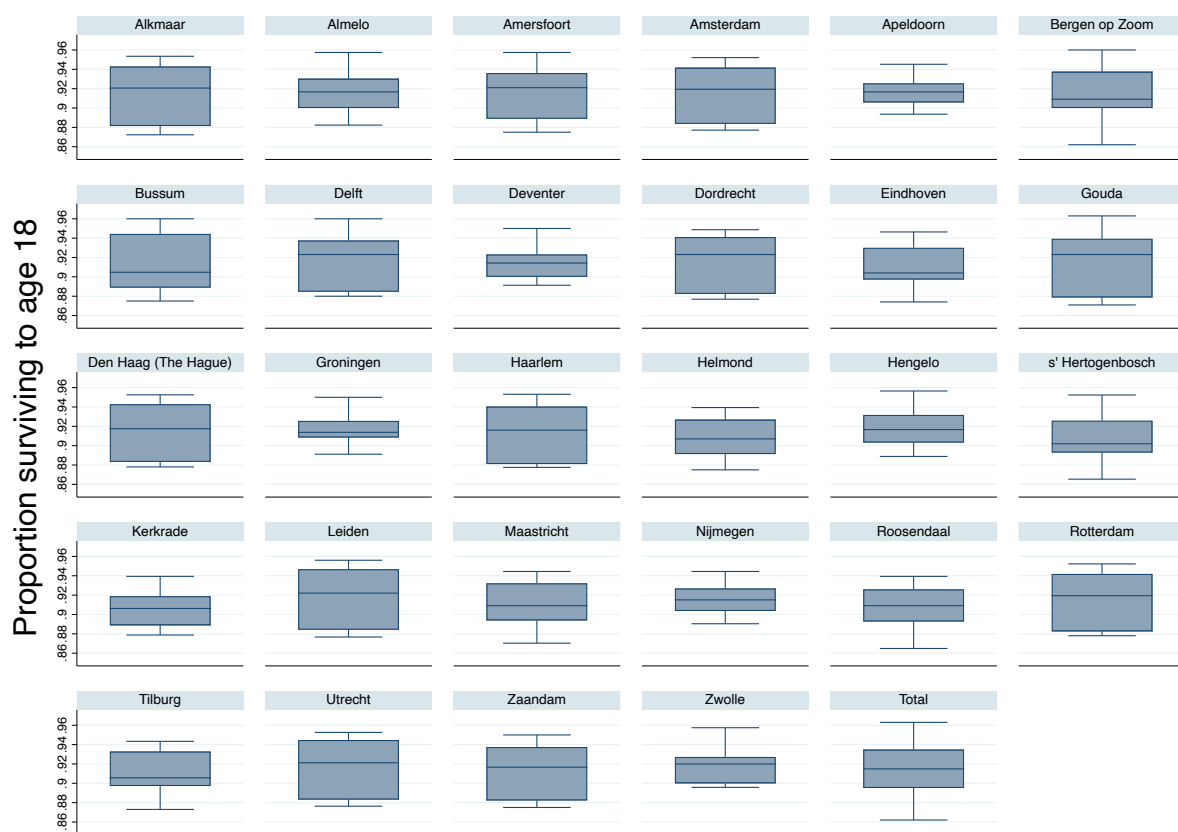 Proportion surviving to age 18
Alkmaar Almelo Amersfoort Amsterdam Apeldoorn Bergen op Zoom
.86 .88 .9 .92 .94 .96
Bussum Delft Deventer Dordrecht Eindhoven Gouda
.86 .88 .9 .92 .94 .96
Den Haag (The Hague) Groningen Haarlem Helmond Hengelo s' Hertogenbosch
.86 .88 .9 .92 .94 .96
Kerkrade Leiden Maastricht Nijmegen Roosendaal Rotterdam
.86 .88 .9 .92 .94 .96
Tilburg Utrecht Zaandam Zwolle Total
.86 .88 .9 .92 .94 .96